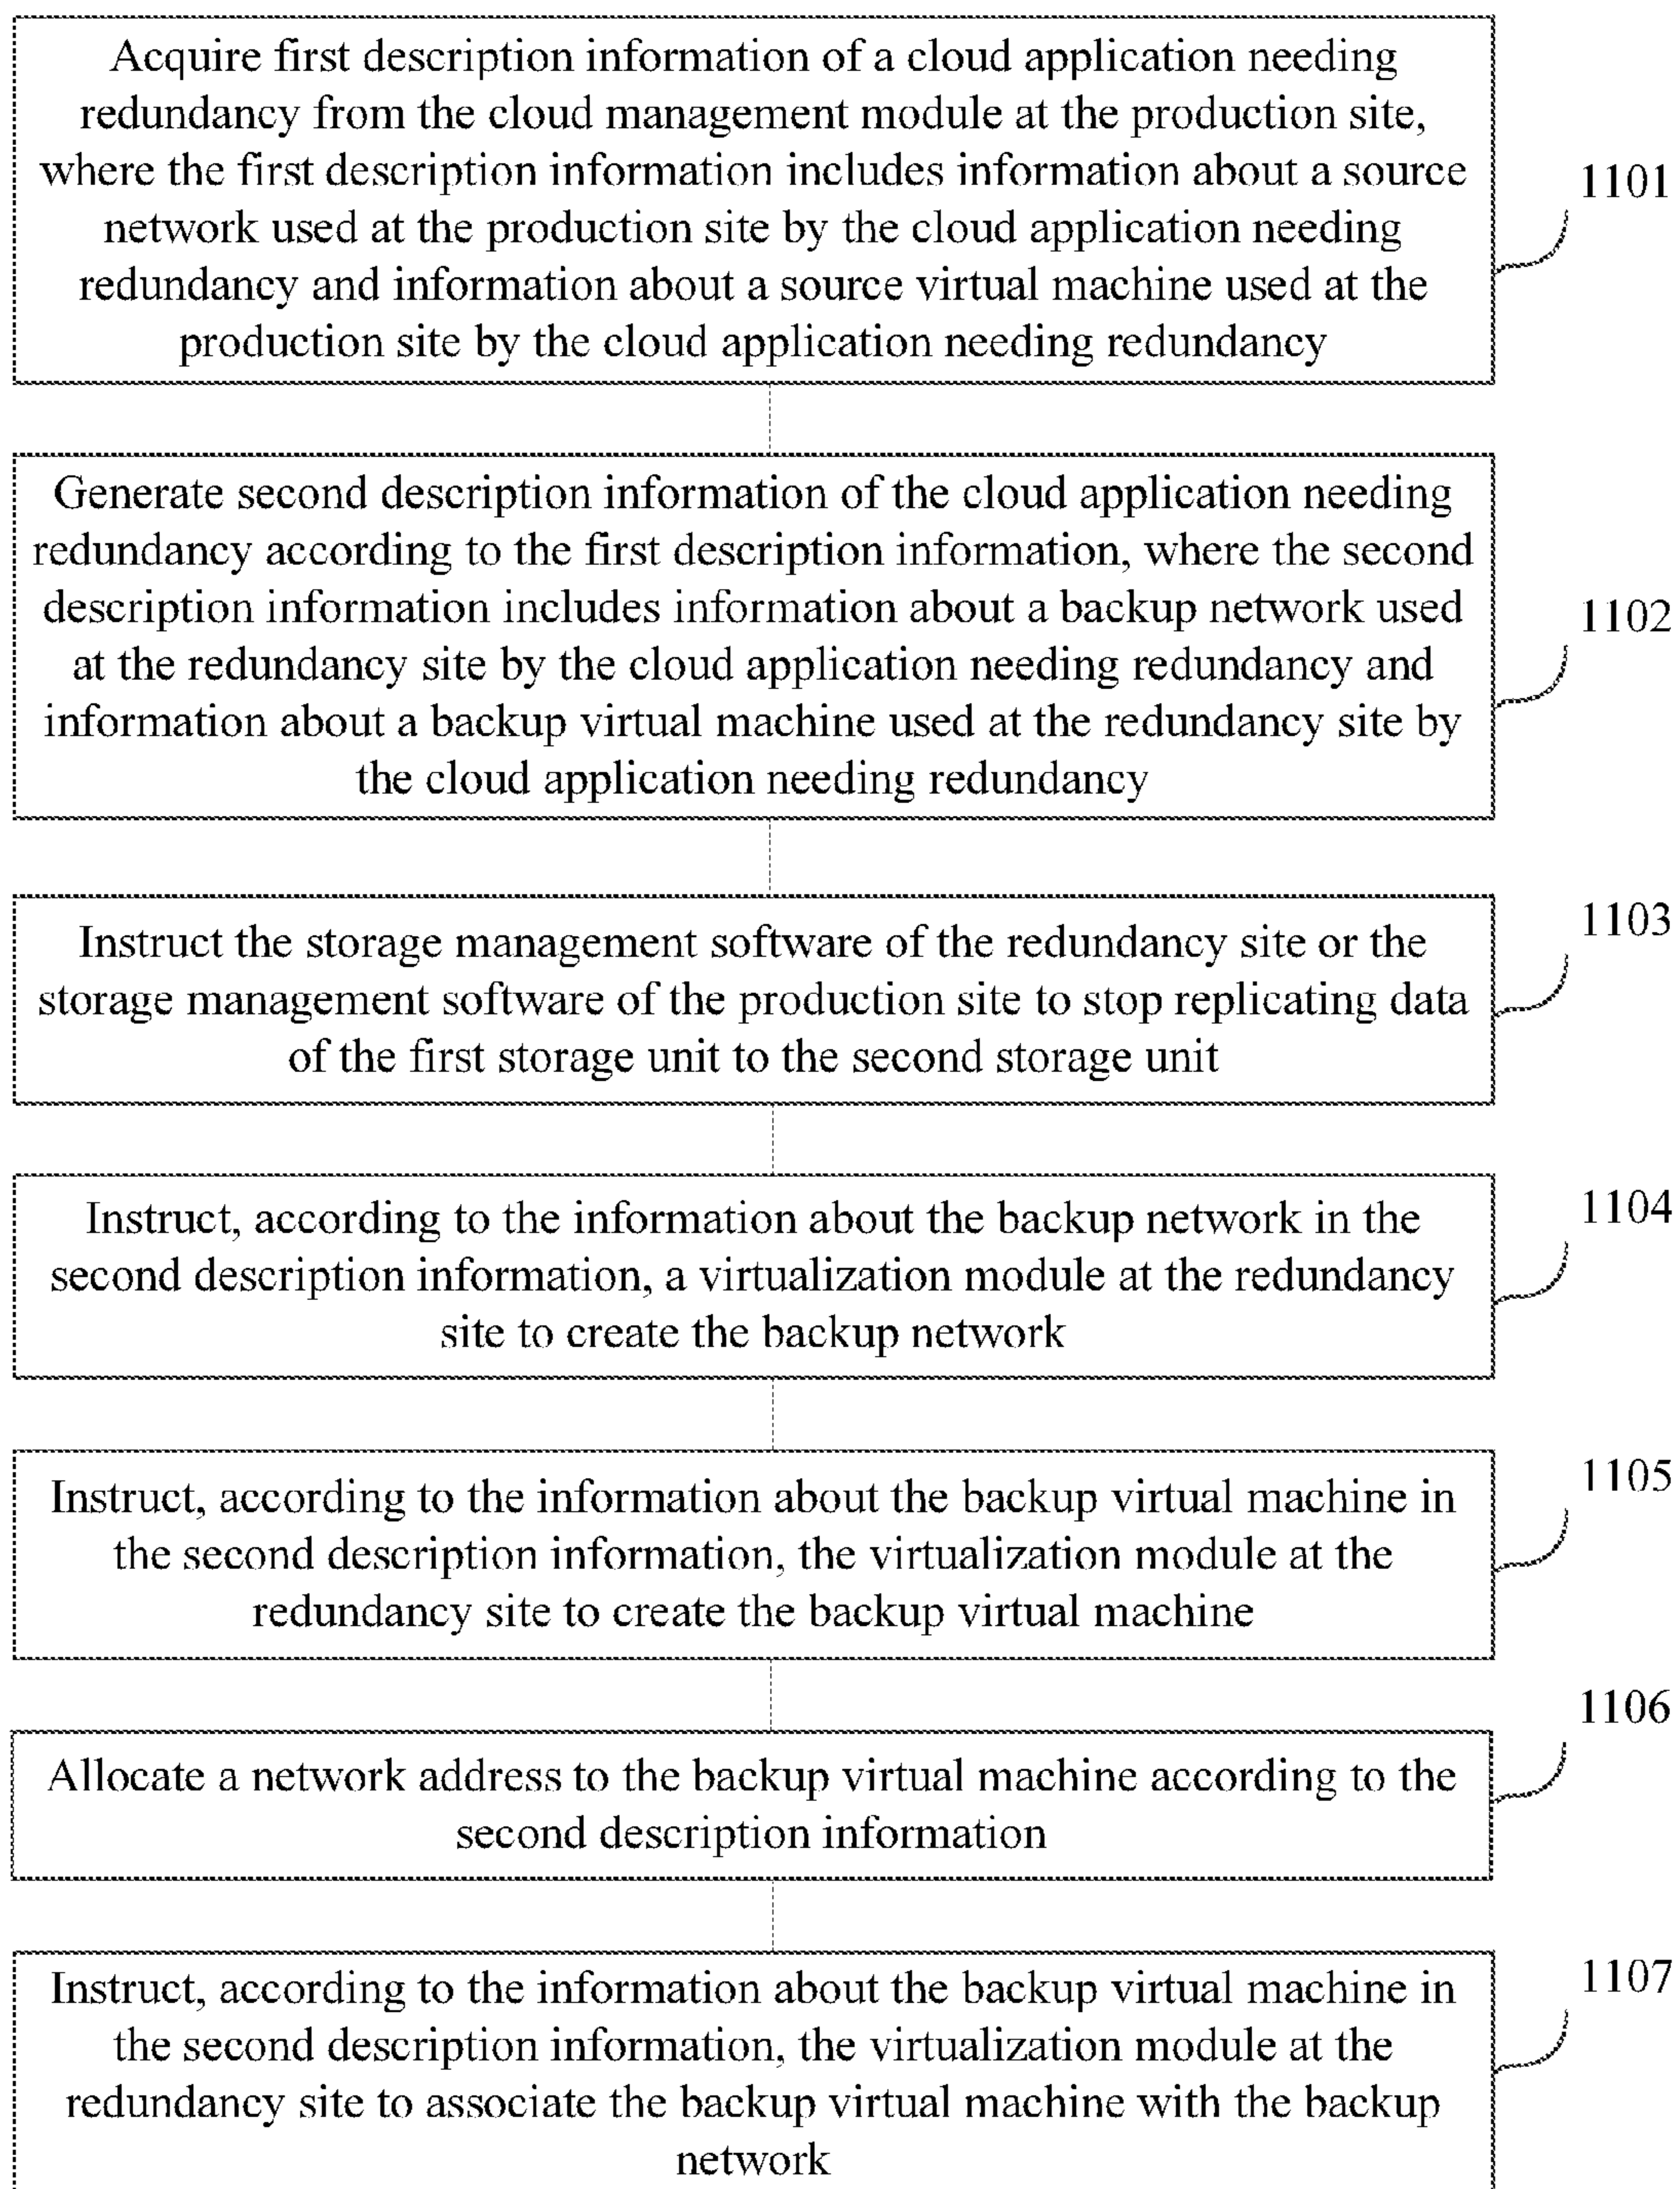 Acquire first description information of a cloud application needing
redundancy from the cloud management module at the production site,
where the first description information includes information about a source
network used at the production site by the cloud application needing
redundancy and information about a source virtual machine used at the
production site by the cloud application needing redundancy
1101
Generate second description information of the cloud application needing
redundancy according to the first description information, where the second
description information includes information about a backup network used
at the redundancy site by the cloud application needing redundancy and
information about a backup virtual machine used at the redundancy site by
the cloud application needing redundancy
1102
Instruct the storage management software of the redundancy site or the
storage management software of the production site to stop replicating data
of the first storage unit to the second storage unit
1103
Instruct, according to the information about the backup network in the
second description information, a virtualization module at the redundancy
site to create the backup network
1104
Instruct, according to the information about the backup virtual machine in
the second description information, the virtualization module at the
redundancy site to create the backup virtual machine
1105
Allocate a network address to the backup virtual machine according to the
second description information
1106
Instruct, according to the information about the backup virtual machine in
the second description information, the virtualization module at the
redundancy site to associate the backup virtual machine with the backup
network
1107